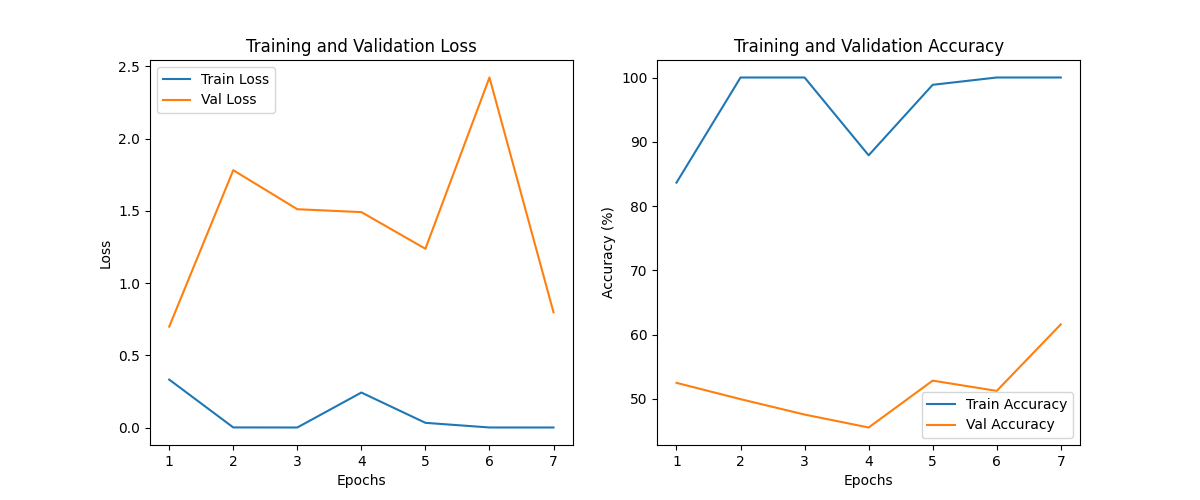 Training and Validation Loss
2.5
2.0
1.5
1.0
0.5
0.0
Loss
Train Loss
Val Loss
1 2 3 4 5 6 7
Epochs
Training and Validation Accuracy
100
90
80
70
60
50
Accuracy (%)
Train Accuracy
Val Accuracy
1 2 3 4 5 6 7
Epochs